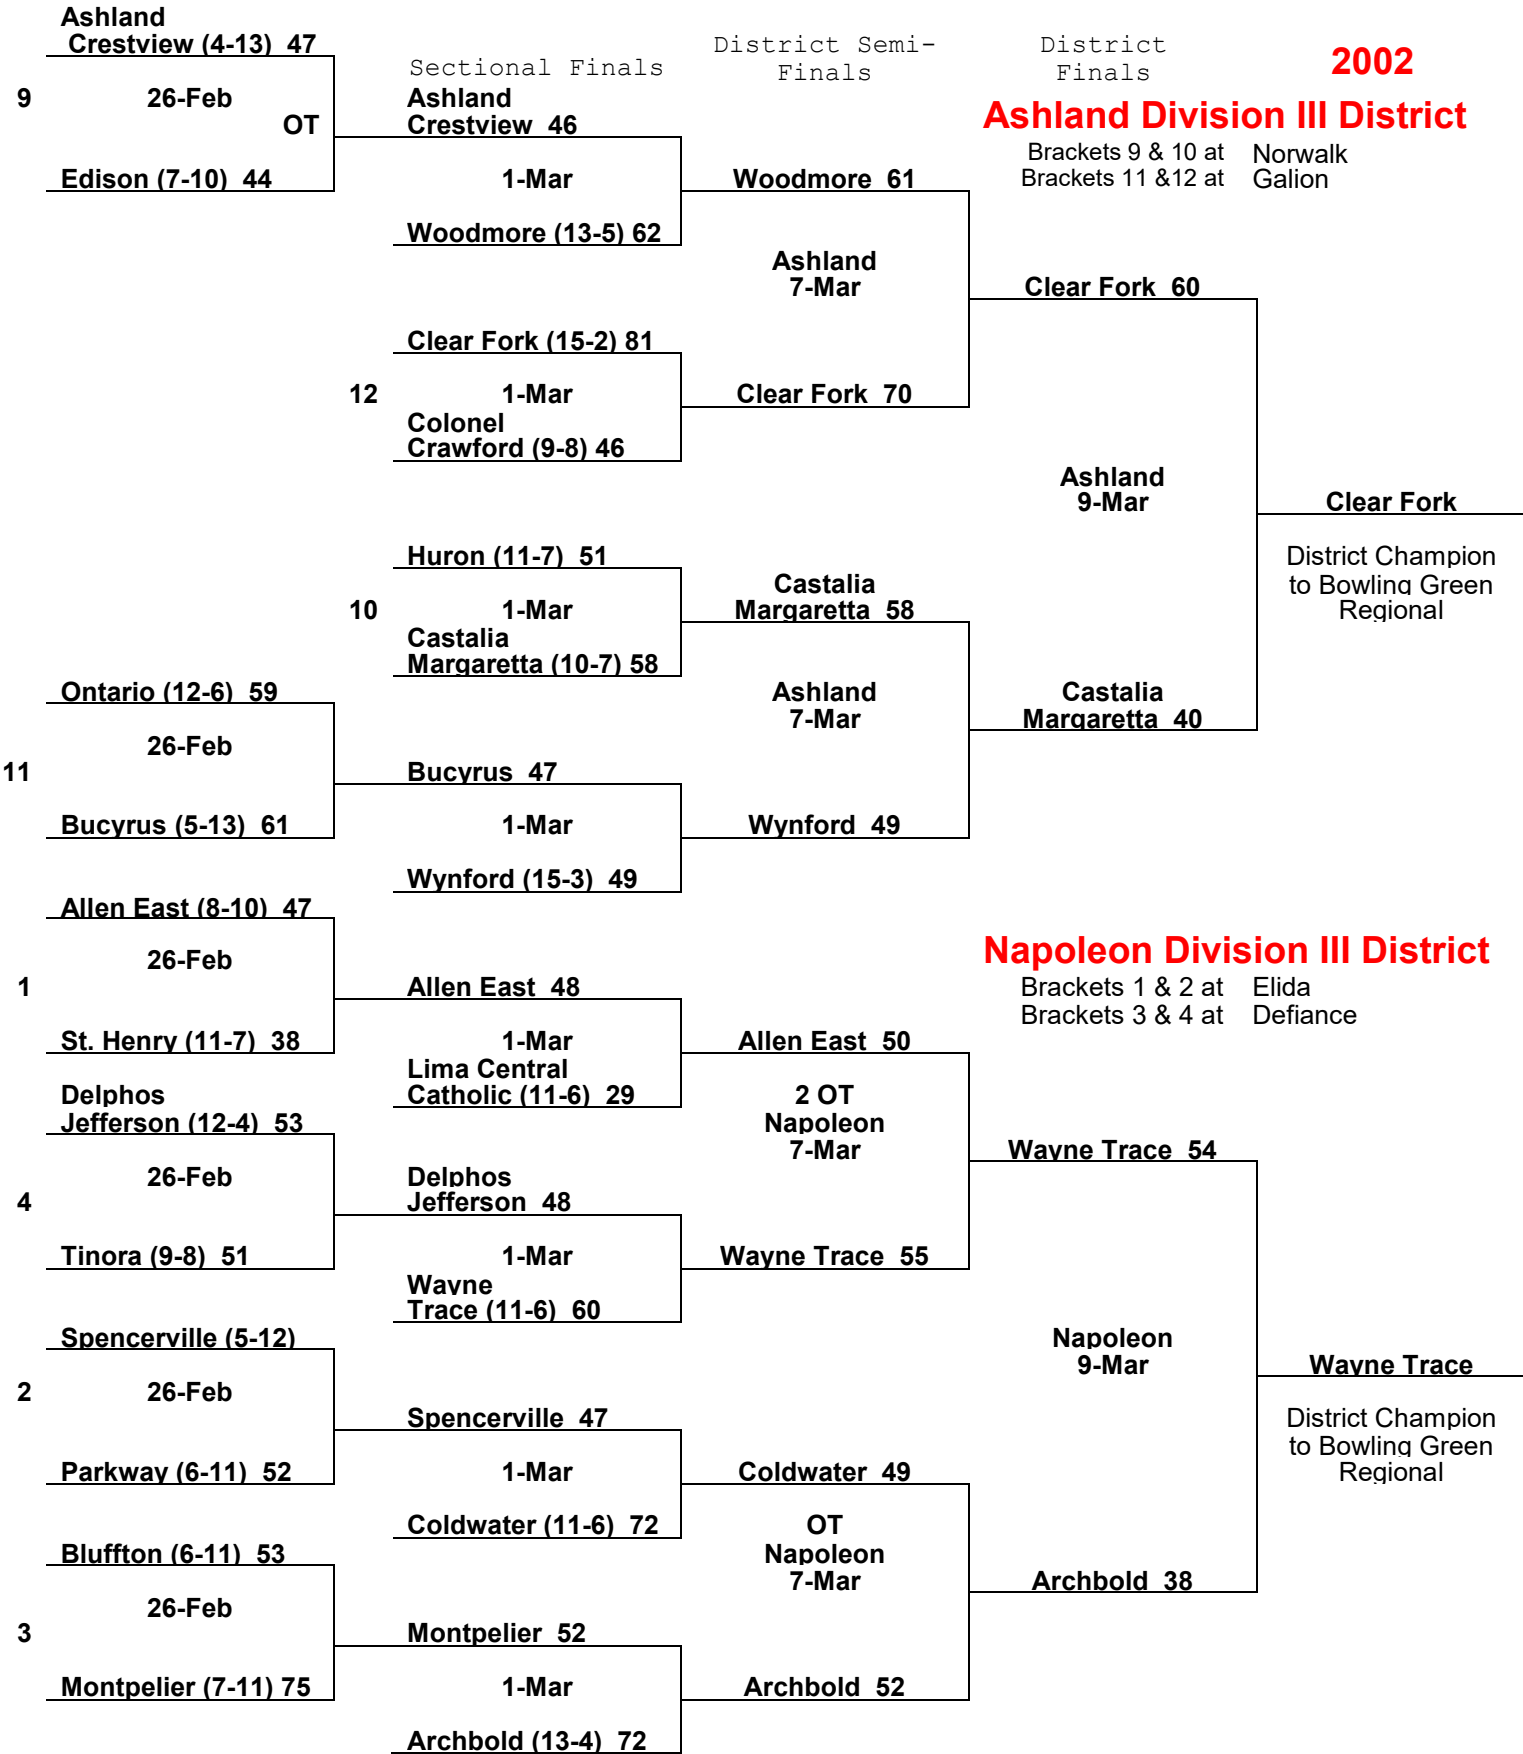 2002
Sectional Finals
District Semi-
Finals
District
Finals
Ashland Division III District
Brackets 9 & 10 at Norwalk
Brackets 11 &12 at Galion
Ashland
Crestview (4-13) 47
9
26-Feb
OT
Edison (7-10) 44
Ashland
Crestview 46
1-Mar
Woodmore (13-5) 62
Woodmore 61
Ashland
7-Mar
Clear Fork (15-2) 81
12
1-Mar
Colonel
Crawford (9-8) 46
Clear Fork 70
Clear Fork 60
Ashland
9-Mar
Clear Fork
District Champion
to Bowling Green
Regional
Huron (11-7) 51
10
1-Mar
Castalia
Margaretta (10-7) 58
Castalia
Margaretta 58
Ashland
7-Mar
Castalia
Margaretta 40
Ontario (12-6) 59
26-Feb
11
Bucyrus (5-13) 61
Bucyrus 47
1-Mar
Wynford (15-3) 49
Wynford 49
Napoleon Division III District
Brackets 1 & 2 at Elida
Brackets 3 & 4 at Defiance
Allen East (8-10) 47
26-Feb
1
St. Henry (11-7) 38
Allen East 48
1-Mar
Lima Central
Catholic (11-6) 29
Allen East 50
2 OT
Napoleon
7-Mar
Delphos
Jefferson (12-4) 53
26-Feb
4
Tinora (9-8) 51
Delphos
Jefferson 48
1-Mar
Wayne
Trace (11-6) 60
Wayne Trace 55
Wayne Trace 54
Napoleon
9-Mar
Wayne Trace
District Champion
to Bowling Green
Regional
Spencerville (5-12)
2
26-Feb
Parkway (6-11) 52
Spencerville 47
1-Mar
Coldwater (11-6) 72
Coldwater 49
OT
Napoleon
7-Mar
Archbold 38
Bluffton (6-11) 53
26-Feb
3
Montpelier (7-11) 75
Montpelier 52
1-Mar
Archbold (13-4) 72
Archbold 52